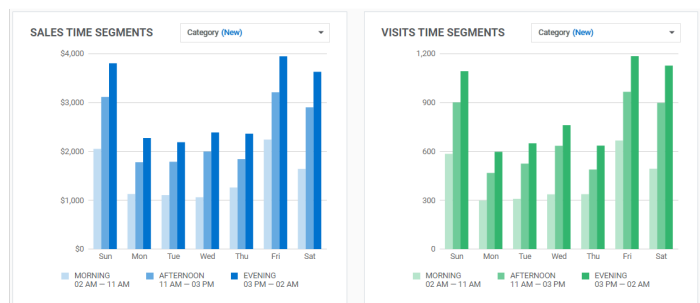 SALES TIME SEGMENTS
Category (New)
$4,000
$3,000
$2,000
$1,000
$0
Sun Mon Tue Wed Thu Fri Sat
MORNING AFTERNOON EVENING
02 AM — 11 AM 11 AM — 03 PM 03 PM — 02 AM
VISITS TIME SEGMENTS
Category (New)
1,200
900
600
300
0
Sun Mon Tue Wed Thu Fri Sat
MORNING AFTERNOON EVENING
02 AM — 11 AM 11 AM — 03 PM 03 PM — 02 AM